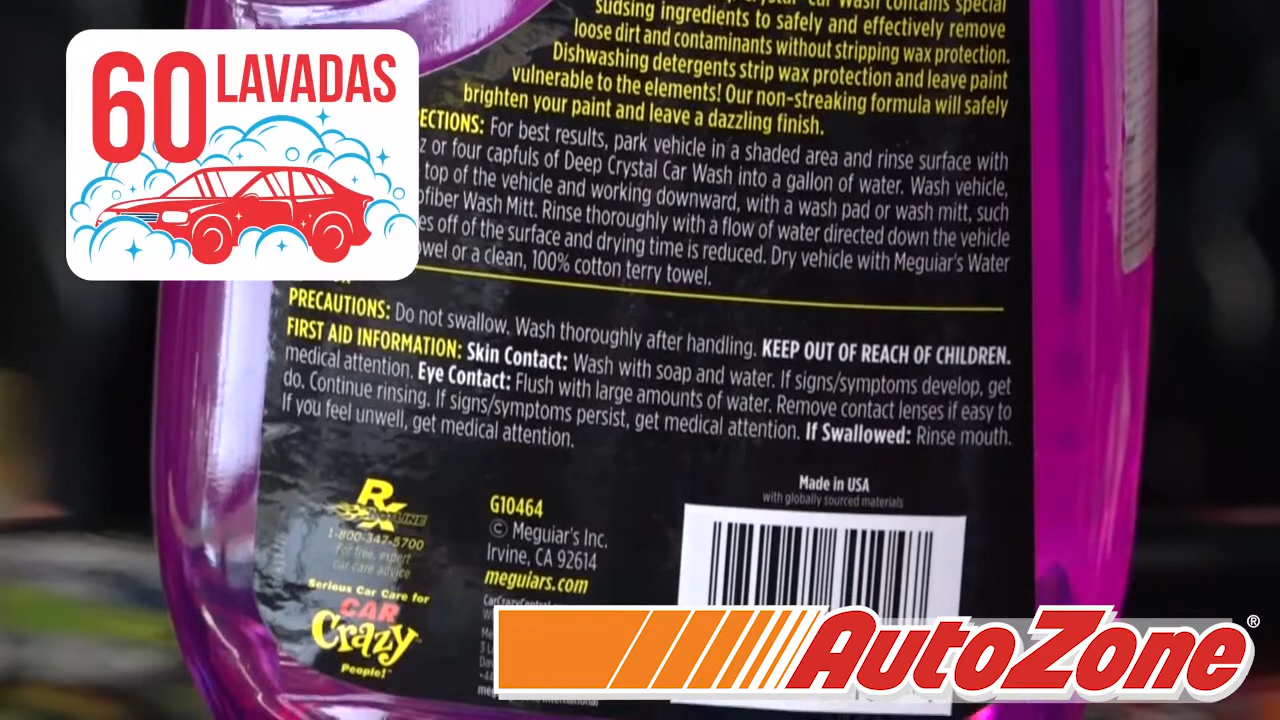 60 LAVADAS
Car Wash contains special
sudsing ingredients to safely and effectively remove
loose dirt and contaminants without stripping wax protection.
Dishwashing detergents strip wax protection and leave paint
vulnerable to the elements! Our non-streaking formula will safely
brighten your paint and leave a dazzling finish.
For best results, park vehicle in a shaded area and rinse surface with
or four capfuls of Deep Crystal Car Wash into a gallon of water. Wash vehicle,
top of the vehicle and working downward, with a wash pad or wash mitt, such
Wash Mitt. Rinse thoroughly with a flow of water directed down the vehicle
off of the surface and drying time is reduced. Dry vehicle with Meguiar's Water
or a clean, 100% cotton terry towel.
PRECAUTIONS: Do not swallow. Wash thoroughly after handling. KEEP OUT OF REACH OF CHILDREN.
FIRST AID INFORMATION: Skin Contact: Wash with soap and water. If signs/symptoms develop, get
medical attention. Eye Contact: Flush with large amounts of water. Remove contact lenses if easy to
do. Continue rinsing. If signs/symptoms persist, get medical attention. If Swallowed: Rinse mouth.
If you feel unwell, get medical attention.
Made in USA
with globally sourced materials
Rx
1-800-347-5700
For free, expert
car care advice
Serious Car Care for
CAR
Crazy
People!™
G10464
© Meguiar's Inc.
Irvine, CA 92614
meguiars.com
AutoZone®